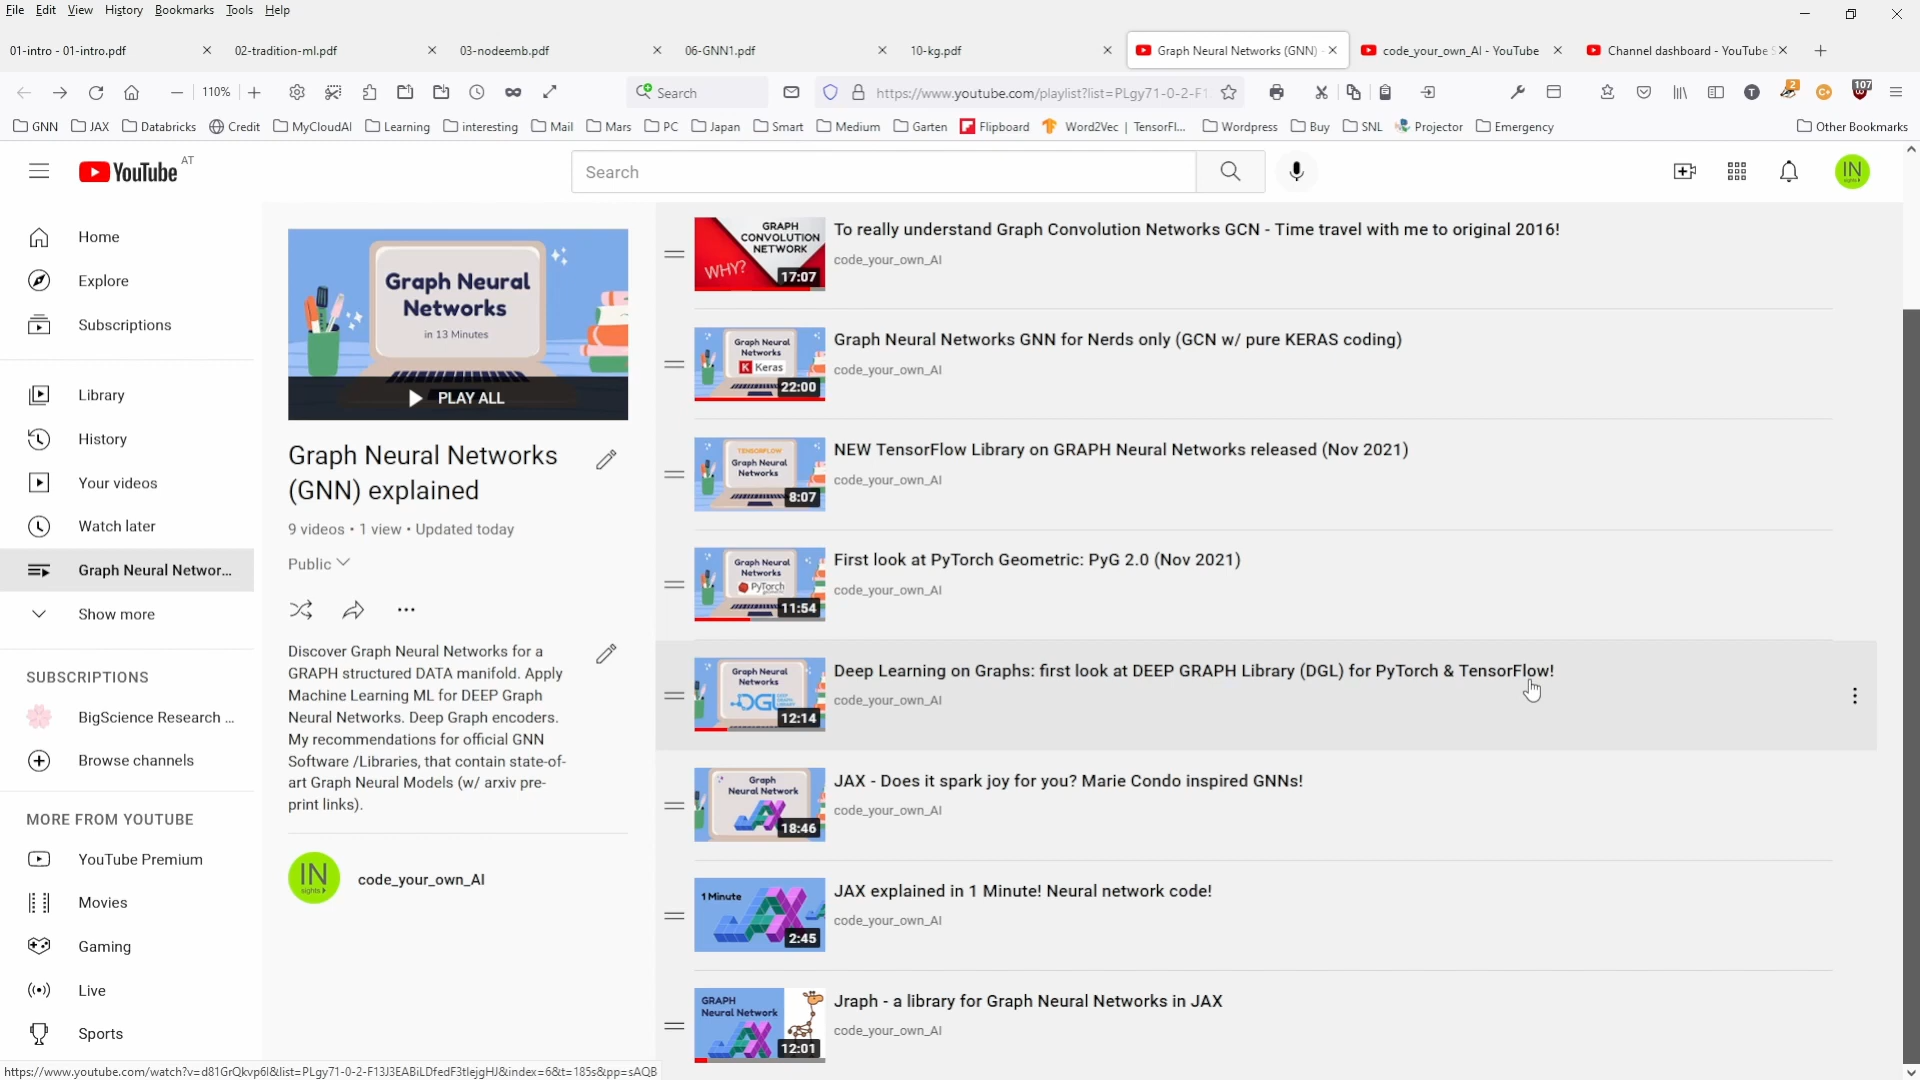 File Edit View History Bookmarks Tools Help
01-intro - 01-intro.pdf
02-tradition-ml.pdf
03-nodeemb.pdf
06-GNN1.pdf
10-kg.pdf
Graph Neural Networks (GNN)
code_your_own_AI - YouTube
Channel dashboard - YouTube S
110%
Search
https://www.youtube.com/playlist?list=PLgy71-0-2-F1
2
107
GNN JAX Databricks Credit MyCloudAI Learning interesting Mail Mars PC Japan Smart Medium Garten Flipboard Word2Vec | TensorFl... Wordpress Buy SNL Projector Emergency Other Bookmarks
YouTube AT
Search
IN
Home
Explore
Subscriptions
Library
History
Your videos
Watch later
Graph Neural Networ...
Show more
SUBSCRIPTIONS
BigScience Research ...
Browse channels
MORE FROM YOUTUBE
YouTube Premium
Movies
Gaming
Live
Sports
Graph Neural
Networks
in 13 Minutes
PLAY ALL
Graph Neural Networks
(GNN) explained
9 videos • 1 view • Updated today
Public
Discover Graph Neural Networks for a
GRAPH structured DATA manifold. Apply
Machine Learning ML for DEEP Graph
Neural Networks. Deep Graph encoders.
My recommendations for official GNN
Software /Libraries, that contain state-of-
art Graph Neural Models (w/ arxiv pre-
print links).
IN
sights
code_your_own_AI
GRAPH
CONVOLUTION
NETWORK
WHY?
17:07
To really understand Graph Convolution Networks GCN - Time travel with me to original 2016!
code_your_own_AI
Graph Neural
Networks
K Keras
22:00
Graph Neural Networks GNN for Nerds only (GCN w/ pure KERAS coding)
code_your_own_AI
TENSORFLOW
Graph Neural
Networks
8:07
NEW TensorFlow Library on GRAPH Neural Networks released (Nov 2021)
code_your_own_AI
Graph Neural
Networks
PyTorch
geometric
11:54
First look at PyTorch Geometric: PyG 2.0 (Nov 2021)
code_your_own_AI
Graph Neural
Networks
DGL
12:14
Deep Learning on Graphs: first look at DEEP GRAPH Library (DGL) for PyTorch & TensorFlow!
code_your_own_AI
Graph
Neural Network
18:46
JAX - Does it spark joy for you? Marie Condo inspired GNNs!
code_your_own_AI
1 Minute
2:45
JAX explained in 1 Minute! Neural network code!
code_your_own_AI
GRAPH
Neural Network
12:01
Jraph - a library for Graph Neural Networks in JAX
code_your_own_AI
https://www.youtube.com/watch?v=d81GrQkvp6I&list=PLgy71-0-2-F13J3EABiLDfedF3tlejgHJ&index=6&t=185s&pp=sAQB